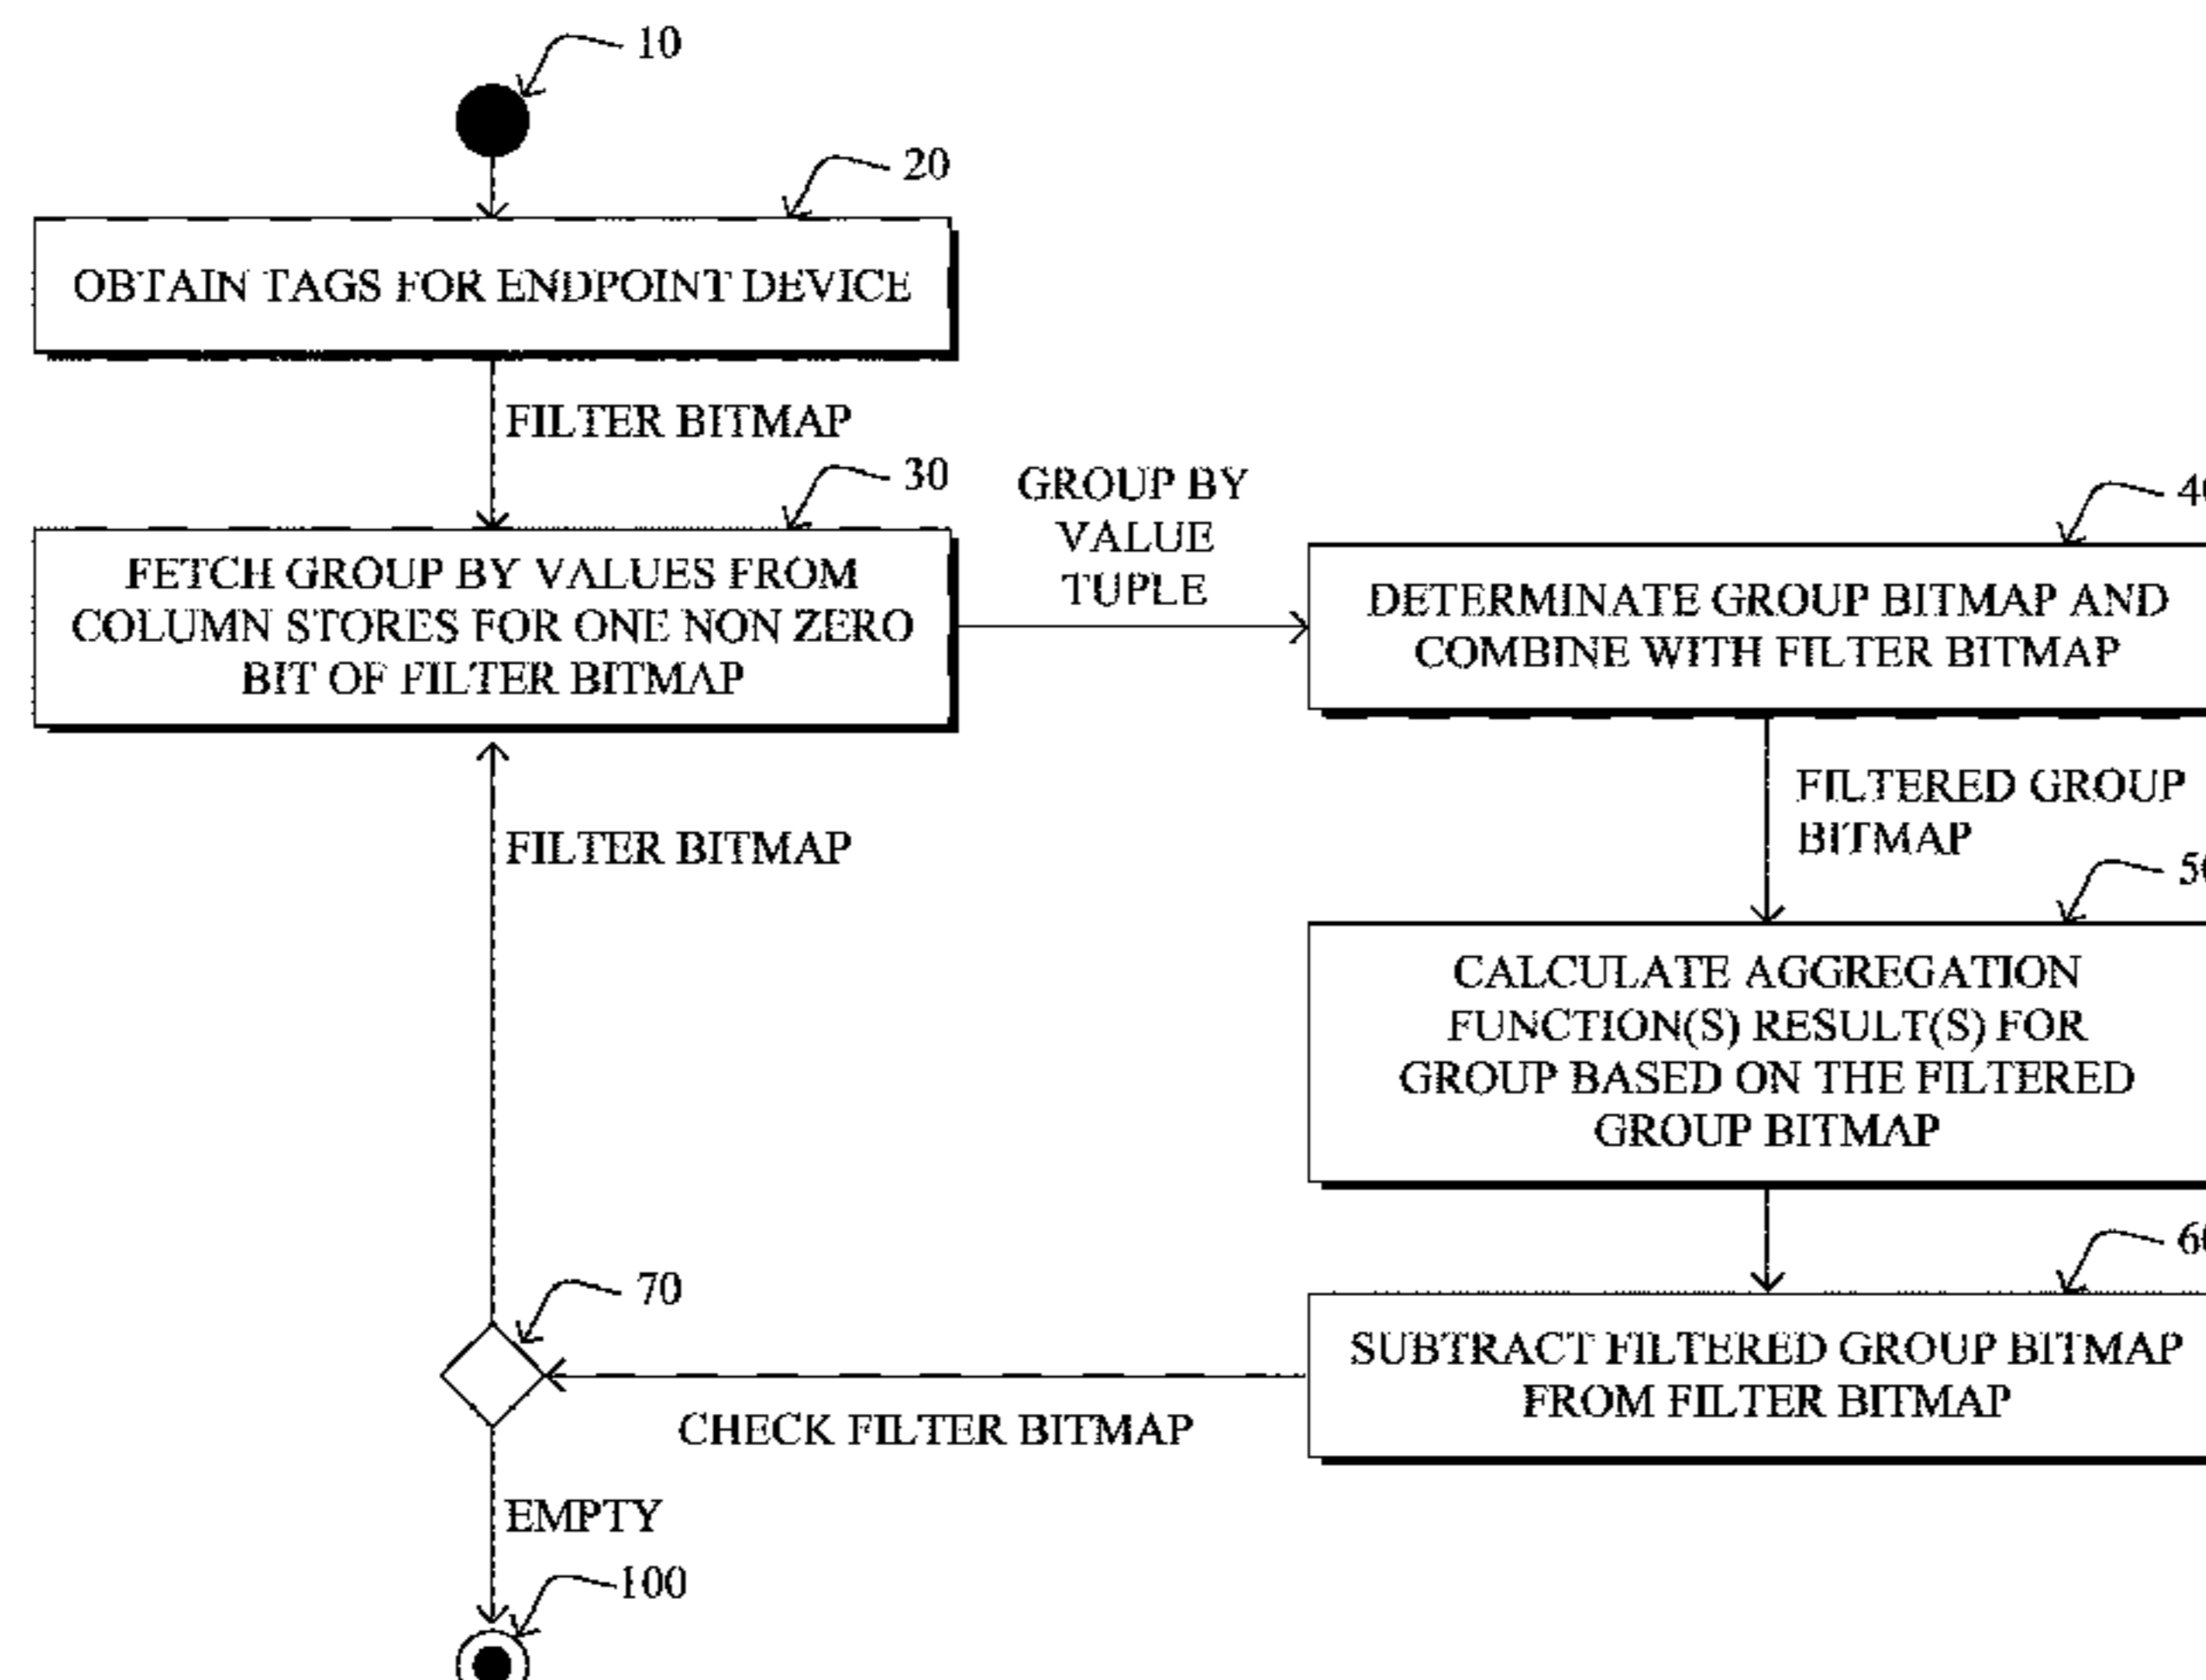 10
20
OBTAIN TAGS FOR ENDPOINT DEVICE
FILTER BITMAP
30
FETCH GROUP BY VALUES FROM
COLUMN STORES FOR ONE NON ZERO
BIT OF FILTER BITMAP
GROUP BY
VALUE
TUPLE
DETERMINATE GROUP BITMAP AND
COMBINE WITH FILTER BITMAP
FILTERED GROUP
BITMAP
CALCULATE AGGREGATION
FUNCTION(S) RESULT(S) FOR
GROUP BASED ON THE FILTERED
GROUP BITMAP
SUBTRACT FILTERED GROUP BITMAP
FROM FILTER BITMAP
CHECK FILTER BITMAP
70
FILTER BITMAP
EMPTY
100